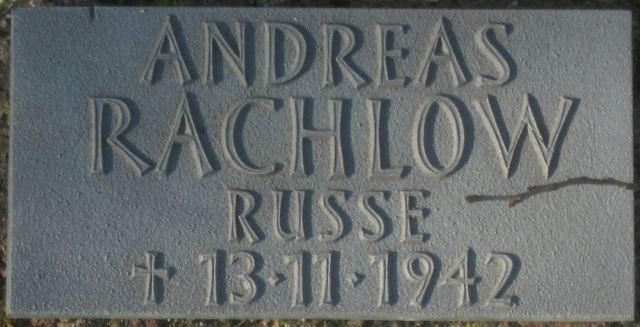 ANDREAS
RACHLOW
RUSSE
† 13·11·1942